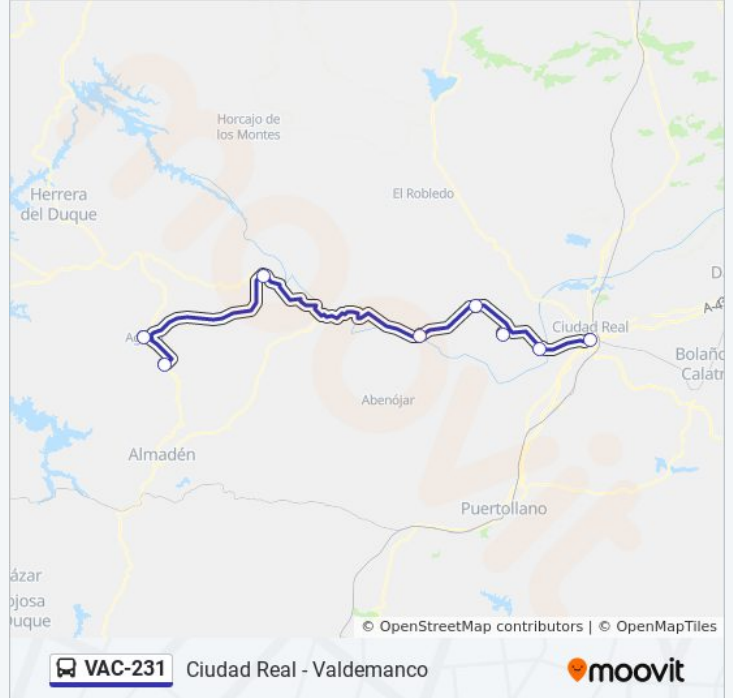 Horcajo de
los Montes
Herrera
del Duque
El Robledo
Ciudad Real
Bolaño
Calatr
Abenójar
Almadén
Puertollano
ázar
ojosa
uque
© OpenStreetMap contributors | © OpenMapTiles
VAC-231 Ciudad Real - Valdemanco
moovit